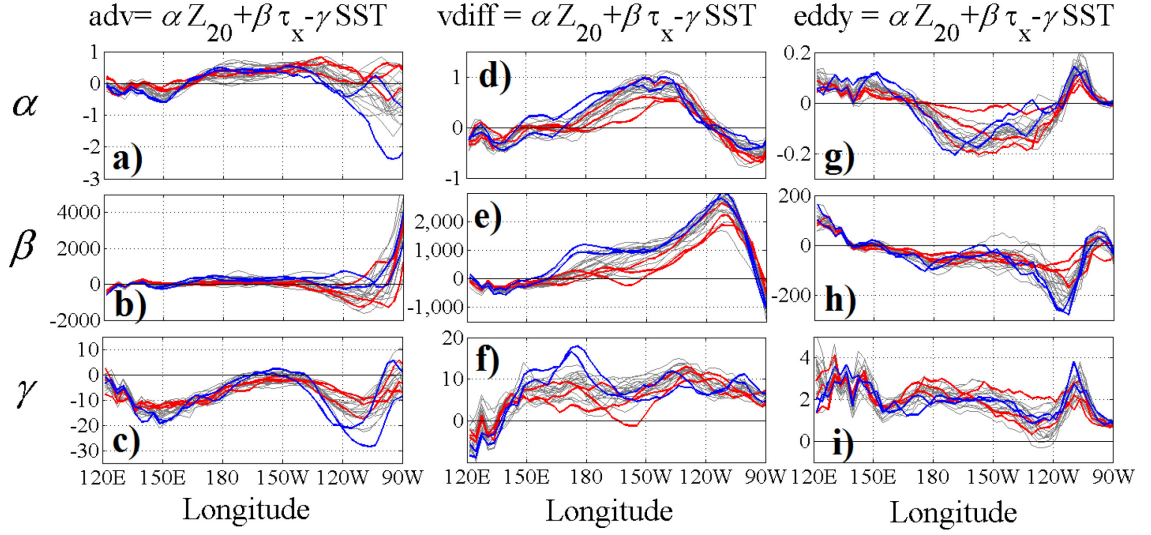 adv= α Z20+β τx-γ SST
vdiff = α Z20+β τx-γ SST
eddy = α Z20+β τx-γ SST
α
1
0
-1
-2
-3
a)
1
0
-1
d)
0.2
0
-0.2
g)
β
4000
2000
0
-2000
b)
2,000
1,000
0
-1,000
e)
200
0
-200
h)
γ
10
0
-10
-20
-30
c)
20
10
0
f)
4
2
0
i)
120E 150E 180 150W 120W 90W
120E 150E 180 150W 120W 90W
120E 150E 180 150W 120W 90W
Longitude
Longitude
Longitude